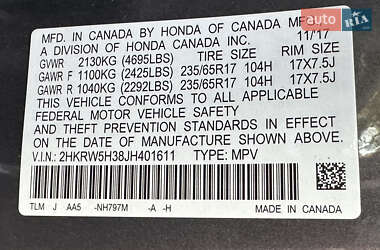 AUTO RIA
MFD. IN CANADA BY HONDA OF CANADA MFG.,
A DIVISION OF HONDA CANADA INC. 11/17
GVWR 2130KG (4695LBS) TIRE SIZE RIM SIZE
GAWR F 1100KG (2425LBS) 235/65R17 104H 17X7.5J
GAWR R 1040KG (2292LBS) 235/65R17 104H 17X7.5J
THIS VEHICLE CONFORMS TO ALL APPLICABLE
FEDERAL MOTOR VEHICLE SAFETY
AND THEFT PREVENTION STANDARDS IN EFFECT
ON THE DATE OF MANUFACTURE SHOWN ABOVE.
V.I.N.: 2HKRW5H38JH401611 TYPE: MPV
TLM J AA5 -NH797M -A -H MADE IN CANADA